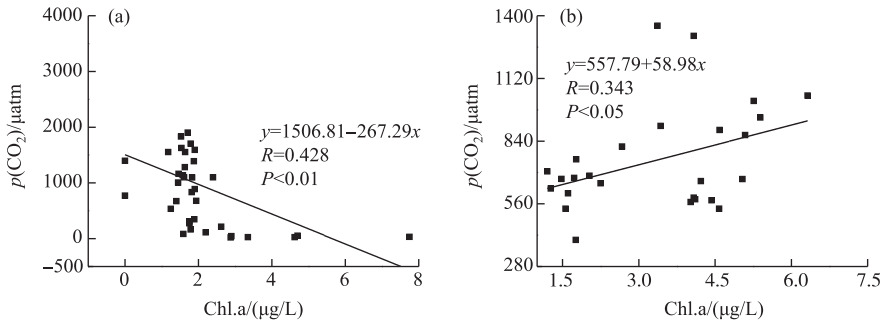 (a)
4000
3000
2000
1000
0
−500
p(CO₂)/μatm
y=1506.81−267.29x
R=0.428
P<0.01
0 2 4 6 8
Chl.a/(μg/L)
(b)
1400
1120
840
560
280
p(CO₂)/μatm
y=557.79+58.98x
R=0.343
P<0.05
1.5 3.0 4.5 6.0 7.5
Chl.a/(μg/L)